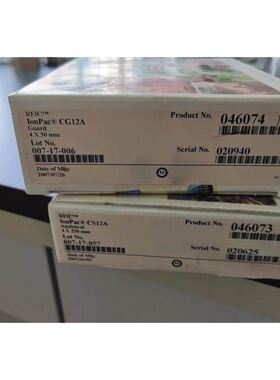 RFIC™
IonPac® CG12A
Guard
4 X 50 mm
Lot No.
007-17-006
Date of Mfg:
2007/07/26
Product No. 046074
Serial No. 020940
RFIC™
IonPac® CS12A
Analytical
4 X 250 mm
Lot No.
007-17-057
Date of Mfg:
Product No. 046073
Serial No. 020625